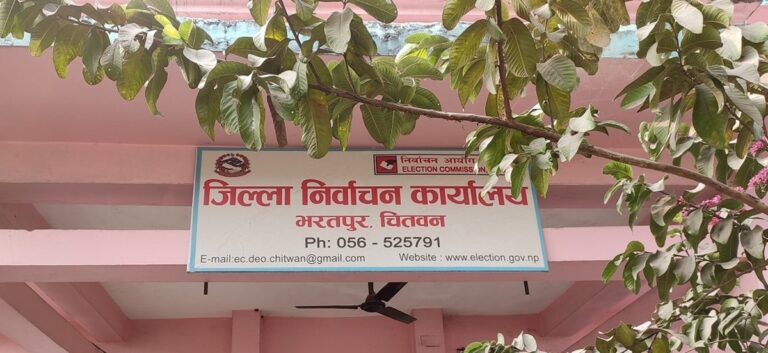 निर्वाचन आयोग
ELECTION COMMISSION
जिल्ला निर्वाचन कार्यालय
भरतपुर, चितवन
Ph: 056 - 525791
E-mail:ec.deo.chitwan@gmail.com Website : www.election.gov.np